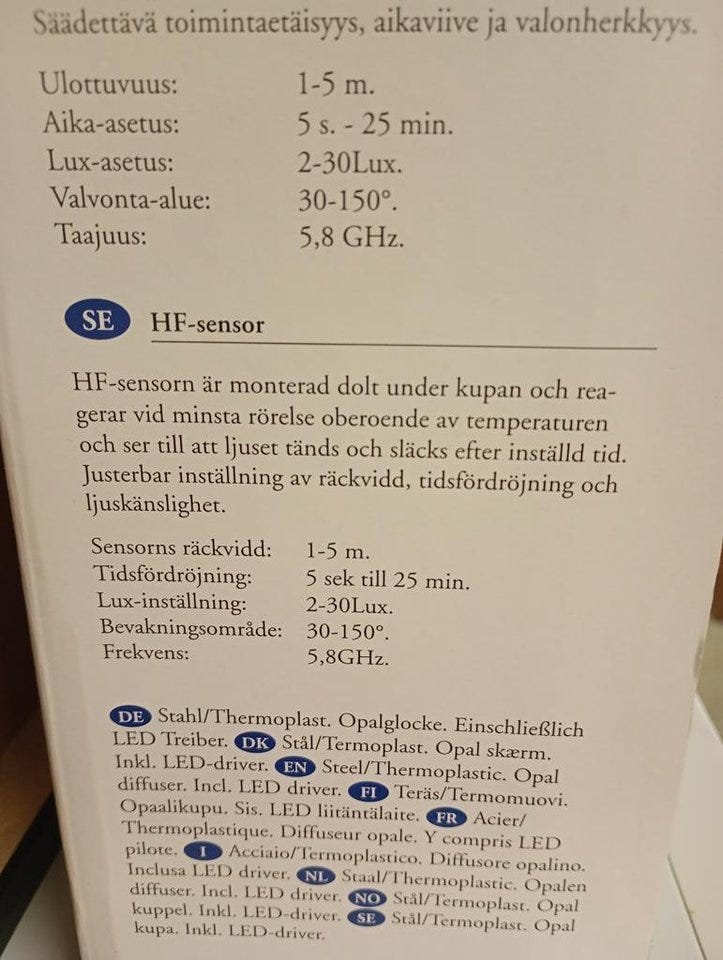 Säädettävä toimintaetäisyys, aikaviive ja valonherkkyys.
Ulottuvuus: 1-5 m.
Aika-asetus: 5 s. - 25 min.
Lux-asetus: 2-30Lux.
Valvonta-alue: 30-150°.
Taajuus: 5,8 GHz.
SE HF-sensor
HF-sensorn är monterad dolt under kupan och rea-
gerar vid minsta rörelse oberoende av temperaturen
och ser till att ljuset tänds och släcks efter inställd tid.
Justerbar inställning av räckvidd, tidsfördröjning och
ljuskänslighet.
Sensorns räckvidd: 1-5 m.
Tidsfördröjning: 5 sek till 25 min.
Lux-inställning: 2-30Lux.
Bevakningsområde: 30-150°.
Frekvens: 5,8GHz.
DE Stahl/Thermoplast. Opalglocke. Einschließlich
LED Treiber. DK Stål/Termoplast. Opal skærm.
Inkl. LED-driver. EN Steel/Thermoplastic. Opal
diffuser. Incl. LED driver. FI Teräs/Termomuovi.
Opaalikupu. Sis. LED liitäntälaite. FR Acier/
Thermoplastique. Diffuseur opale. Y compris LED
pilote. I Acciaio/Termoplastico. Diffusore opalino.
Inclusa LED driver. NL Staal/Thermoplastic. Opalen
diffuser. Incl. LED driver. NO Stål/Termoplast. Opal
kuppel. Inkl. LED-driver. SE Stål/Termoplast. Opal
kupa. Inkl. LED-driver.